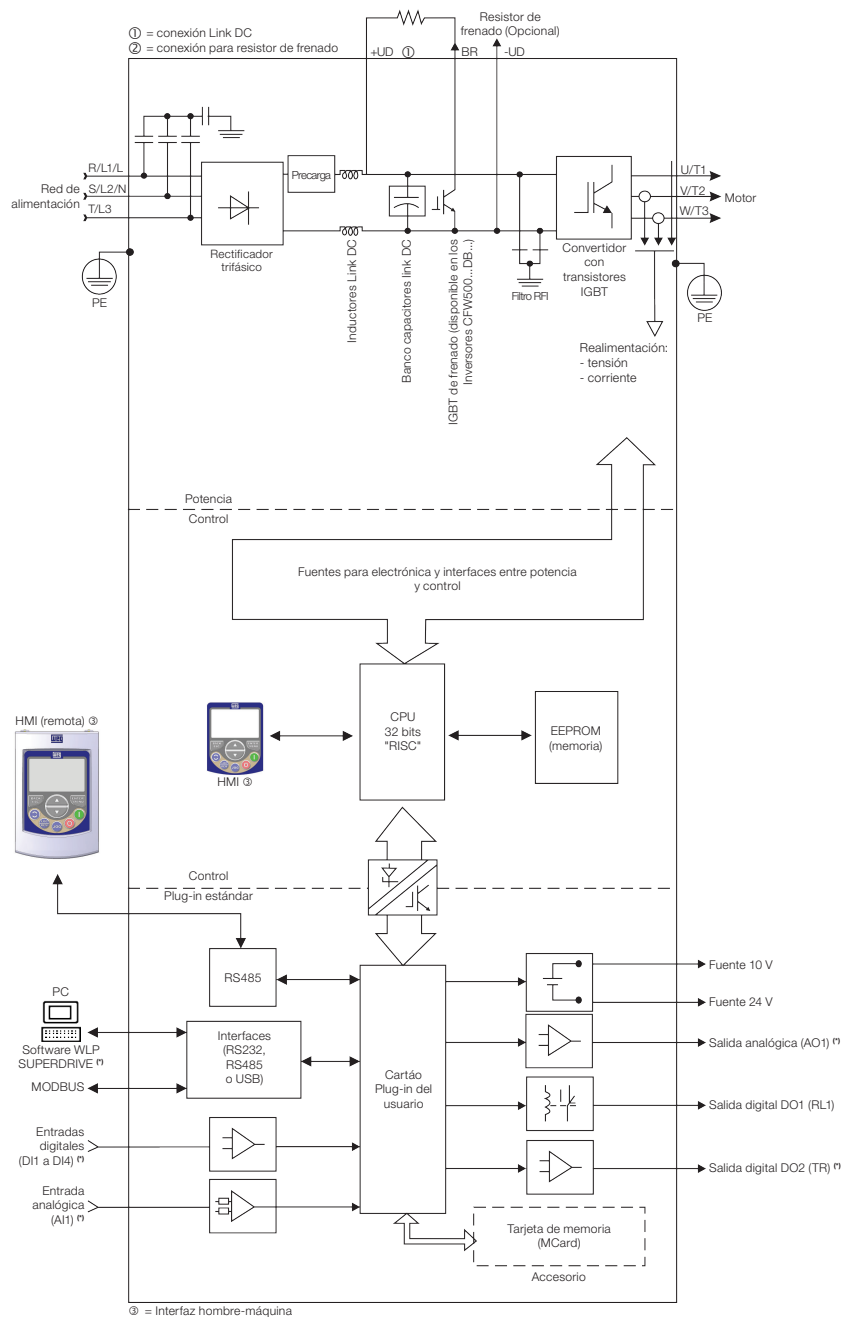 ① = conexión Link DC
② = conexión para resistor de frenado
Resistor de
frenado (Opcional)
+UD ①
BR
-UD
R/L1/L
S/L2/N
T/L3
Red de
alimentación
PE
Rectificador
trifásico
Precarga
Inductores Link DC
Banco capacitores link DC
IGBT de frenado (disponible en los
Inversores CFW500...DB...)
Filtro RFI
Convertidor
con
transistores
IGBT
U/T1
V/T2
W/T3
Motor
PE
Realimentación:
- tensión
- corriente
Potencia
Control
Fuentes para electrónica y interfaces entre potencia
y control
HMI (remota) ③
HMI ③
CPU
32 bits
"RISC"
EEPROM
(memoria)
Control
Plug-in estándar
RS485
PC
Software WLP
SUPERDRIVE (*)
MODBUS
Interfaces
(RS232,
RS485
o USB)
Entradas
digitales
(DI1 a DI4) (*)
Entrada
analógica
(AI1) (*)
Cartáo
Plug-in del
usuario
Fuente 10 V
Fuente 24 V
Salida analógica (AO1) (*)
Salida digital DO1 (RL1)
Salida digital DO2 (TR) (*)
Tarjeta de memoria
(MCard)
Accesorio
③ = Interfaz hombre-máquina